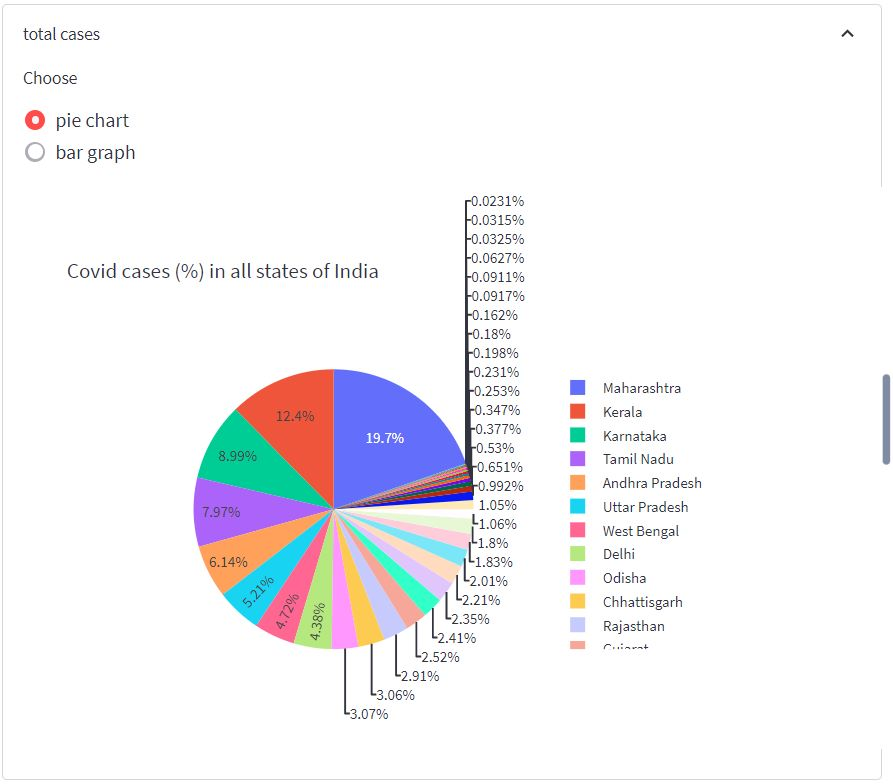 total cases
Choose
pie chart
bar graph
Covid cases (%) in all states of India
0.0231%
0.0315%
0.0325%
0.0627%
0.0911%
0.0917%
0.162%
0.18%
0.198%
0.231%
0.253%
0.347%
0.377%
0.53%
0.651%
0.992%
1.05%
1.06%
1.8%
1.83%
2.01%
2.21%
2.35%
2.41%
2.52%
2.91%
3.06%
3.07%
4.38%
4.72%
5.21%
6.14%
7.97%
8.99%
12.4%
19.7%
Maharashtra
Kerala
Karnataka
Tamil Nadu
Andhra Pradesh
Uttar Pradesh
West Bengal
Delhi
Odisha
Chhattisgarh
Rajasthan
Gujarat